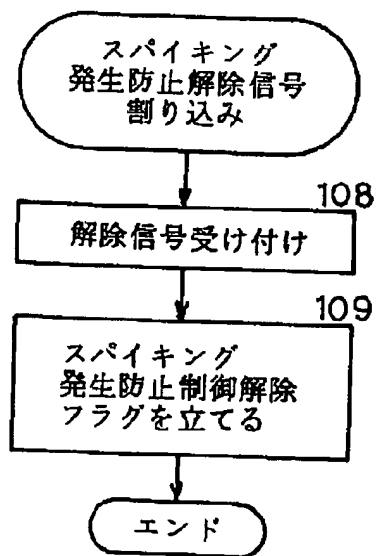 スパイキング
発生防止解除信号
割り込み
108
解除信号受け付け
109
スパイキング
発生防止制御解除
フラグを立てる
エンド